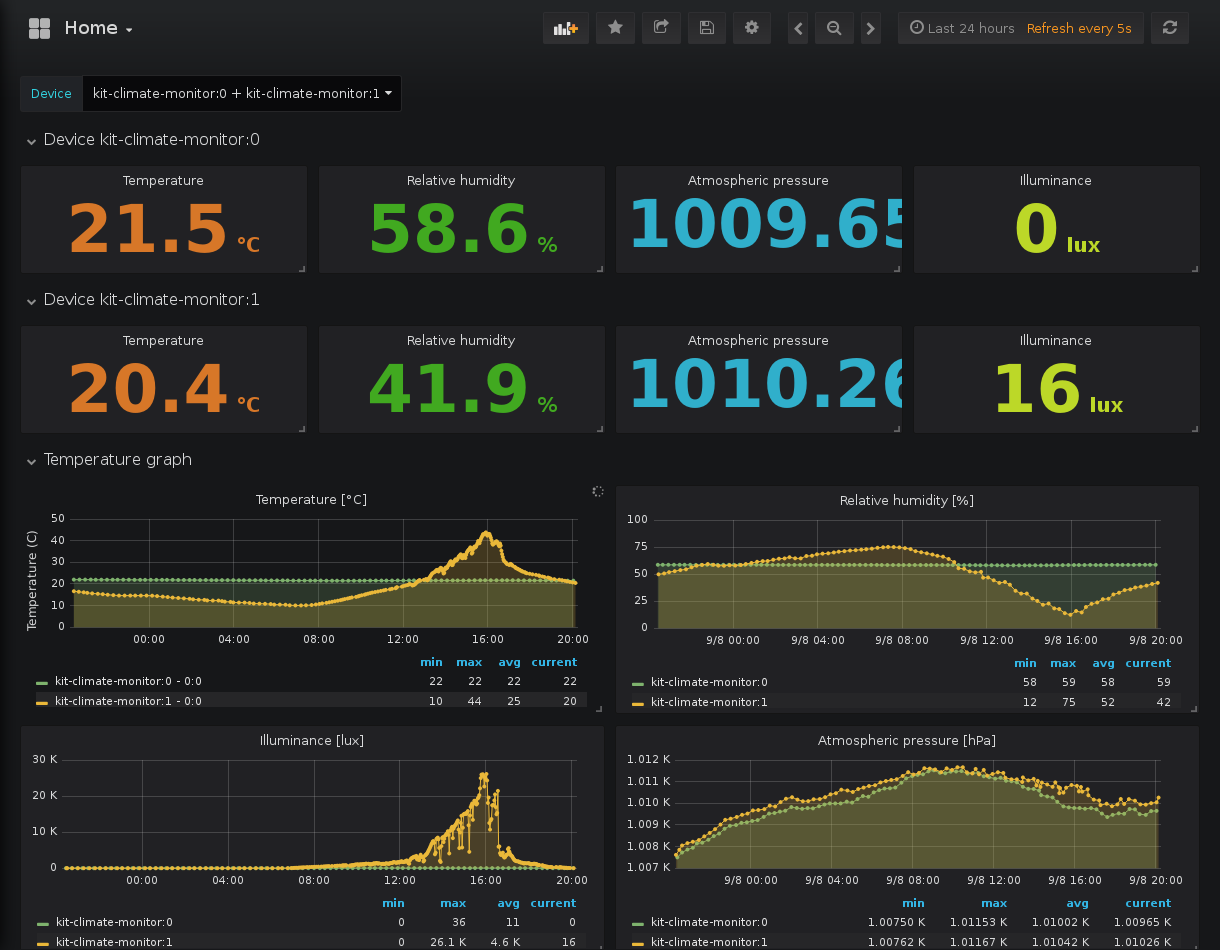 Home
Last 24 hours Refresh every 5s
Device kit-climate-monitor:0 + kit-climate-monitor:1
Device kit-climate-monitor:0
Temperature Relative humidity Atmospheric pressure Illuminance
21.5 °C 58.6 % 1009.65 0 lux
Device kit-climate-monitor:1
Temperature Relative humidity Atmospheric pressure Illuminance
20.4 °C 41.9 % 1010.26 16 lux
Temperature graph
Temperature [°C]
Temperature (C)
50
40
30
20
10
0
00:00 04:00 08:00 12:00 16:00 20:00
min max avg current
kit-climate-monitor:0 - 0:0 22 22 22 22
kit-climate-monitor:1 - 0:0 10 44 25 20
Relative humidity [%]
100
75
50
25
0
9/8 00:00 9/8 04:00 9/8 08:00 9/8 12:00 9/8 16:00 9/8 20:00
min max avg current
kit-climate-monitor:0 58 59 58 59
kit-climate-monitor:1 12 75 52 42
Illuminance [lux]
30 K
20 K
10 K
0
00:00 04:00 08:00 12:00 16:00 20:00
min max avg current
kit-climate-monitor:0 0 36 11 0
kit-climate-monitor:1 0 26.1 K 4.6 K 16
Atmospheric pressure [hPa]
1.012 K
1.011 K
1.010 K
1.009 K
1.008 K
1.007 K
9/8 00:00 9/8 04:00 9/8 08:00 9/8 12:00 9/8 16:00 9/8 20:00
min max avg current
kit-climate-monitor:0 1.00750 K 1.01153 K 1.01002 K 1.00965 K
kit-climate-monitor:1 1.00762 K 1.01167 K 1.01042 K 1.01026 K